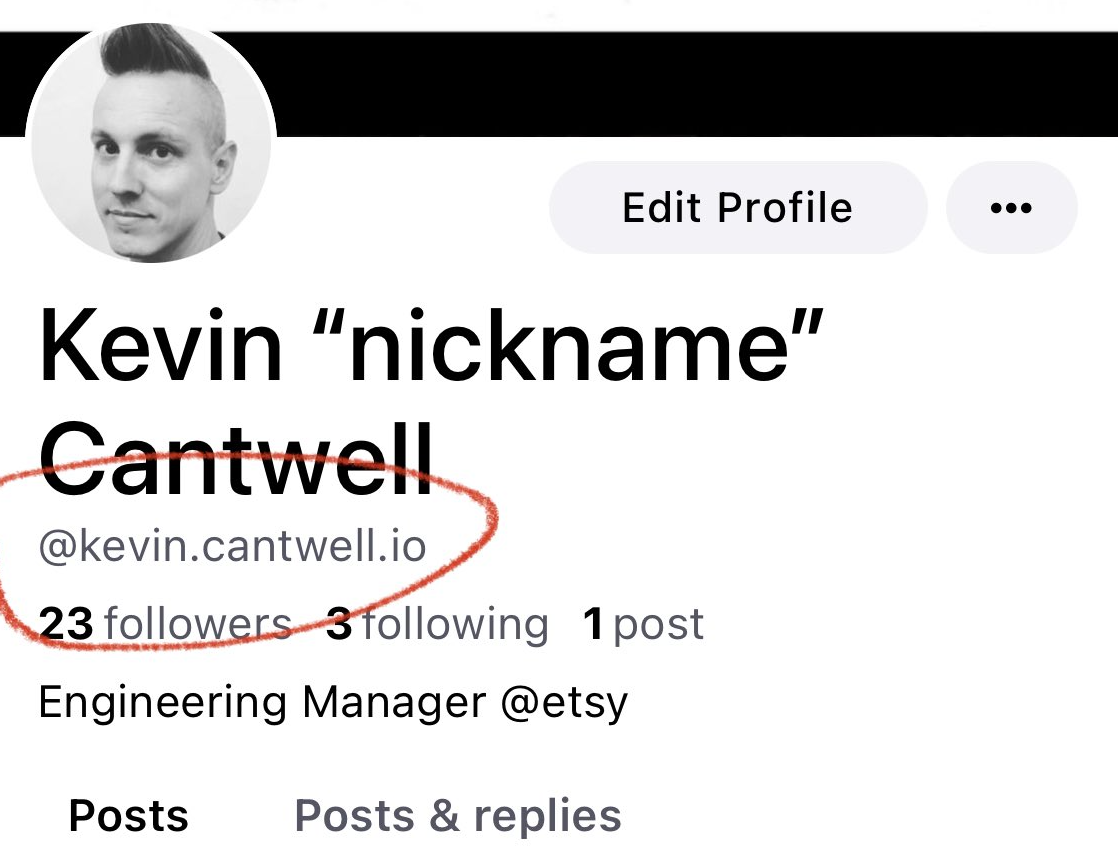 Edit Profile
Kevin “nickname”
Cantwell
@kevin.cantwell.io
23 followers 3 following 1 post
Engineering Manager @etsy
Posts Posts & replies